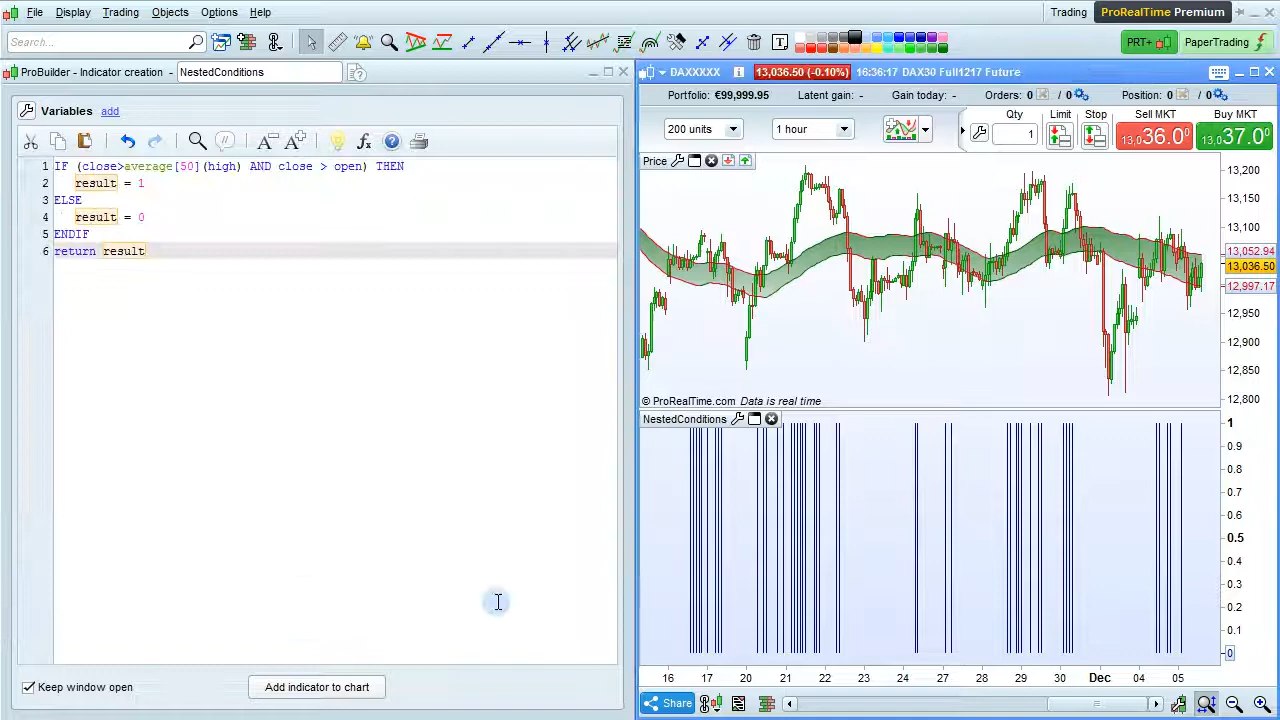 File Display Trading Objects Options Help Trading ProRealTime Premium
Search... T PRT+ PaperTrading
ProBuilder - Indicator creation - NestedConditions
DAXXXXX i 13,036.50 (-0.10%) 16:36:17 DAX30 Full1217 Future
Variables add
Portfolio: €99,999.95 Latent gain: - Gain today: - Orders: 0 / 0 Position: 0 / 0
200 units 1 hour Qty 1 Limit Stop Sell MKT 13,036.00 Buy MKT 13,037.00
1 IF (close>average[50](high) AND close > open) THEN
2 result = 1
3 ELSE
4 result = 0
5 ENDIF
6 return result
Price
13,200
13,150
13,100
13,052.94
13,036.50
12,997.17
12,950
12,900
12,850
12,800
© ProRealTime.com Data is real time
NestedConditions
1
0.9
0.8
0.7
0.6
0.5
0.4
0.3
0.2
0.1
0
16 17 20 21 22 23 24 27 28 29 30 Dec 04 05
Keep window open Add indicator to chart
Share